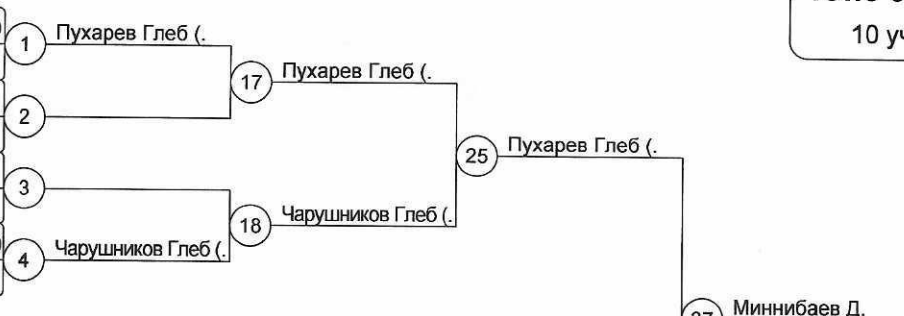 10
1
Пухарев Глеб (.
17
Пухарев Глеб (.
2
25
Пухарев Глеб (.
3
18
Чарушников Глеб (.
4
Чарушников Глеб (.
Миннибаев Д.